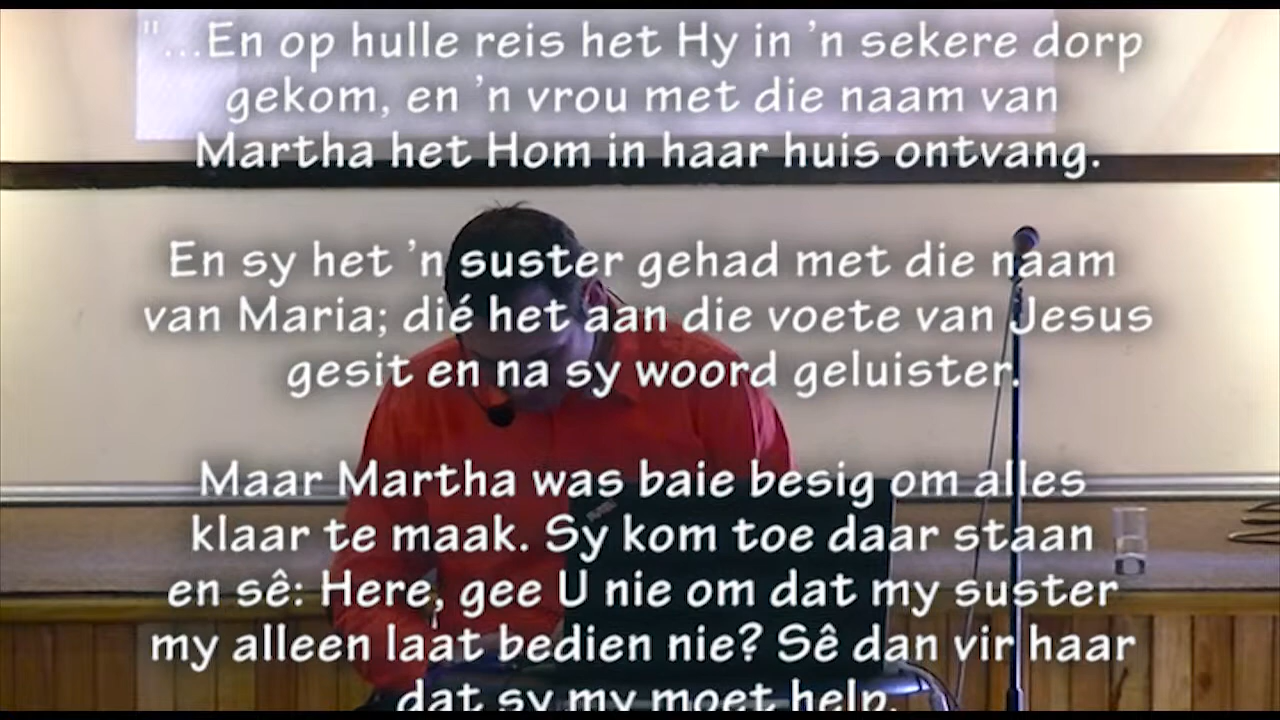 "...En op hulle reis het Hy in 'n sekere dorp
gekom, en 'n vrou met die naam van
Martha het Hom in haar huis ontvang.
En sy het 'n suster gehad met die naam
van Maria; dié het aan die voete van Jesus
gesit en na sy woord geluister.
Maar Martha was baie besig om alles
klaar te maak. Sy kom toe daar staan
en sê: Here, gee U nie om dat my suster
my alleen laat bedien nie? Sê dan vir haar
dat sy my moet help.